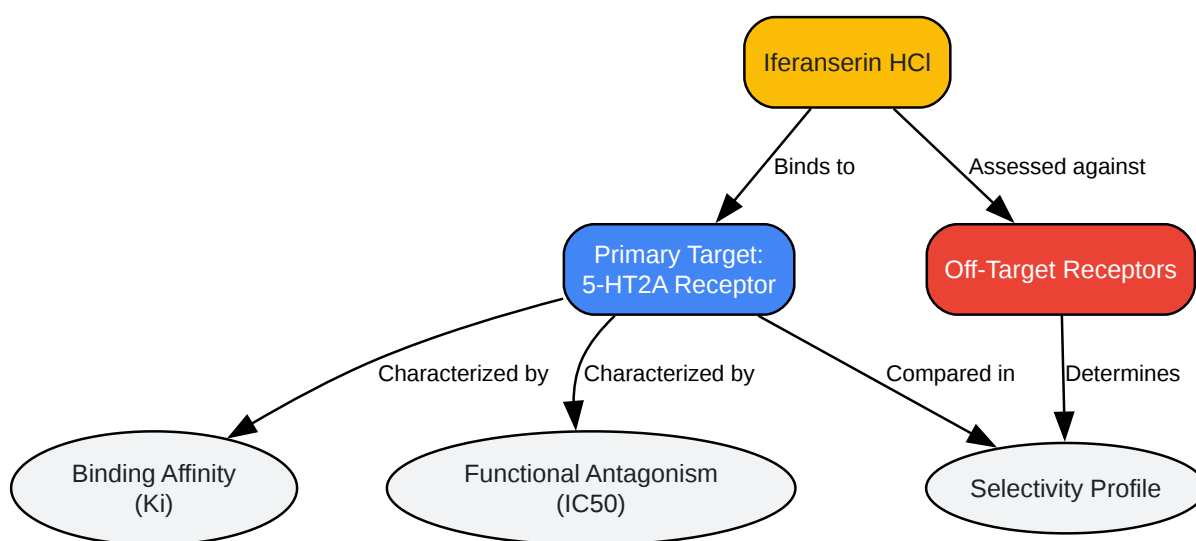 Iferanserin HCl
Binds to
Assessed against
Primary Target:
5-HT2A Receptor
Off-Target Receptors
Characterized by
Characterized by
Compared in
Determines
Binding Affinity
(Ki)
Functional Antagonism
(IC50)
Selectivity Profile